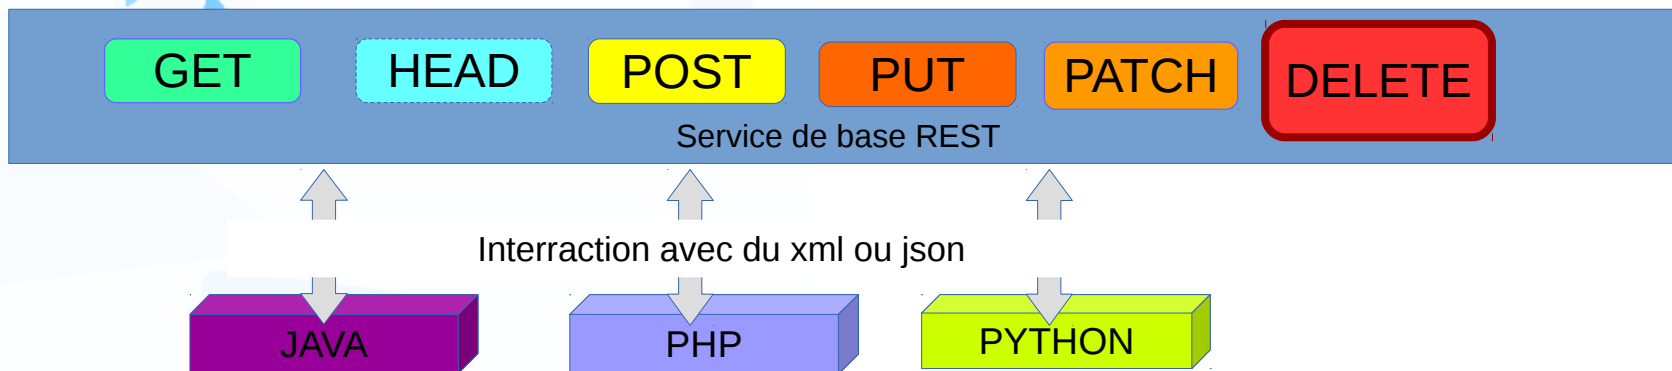 GET HEAD POST PUT PATCH DELETE
Service de base REST
Interraction avec du xml ou json
JAVA PHP PYTHON